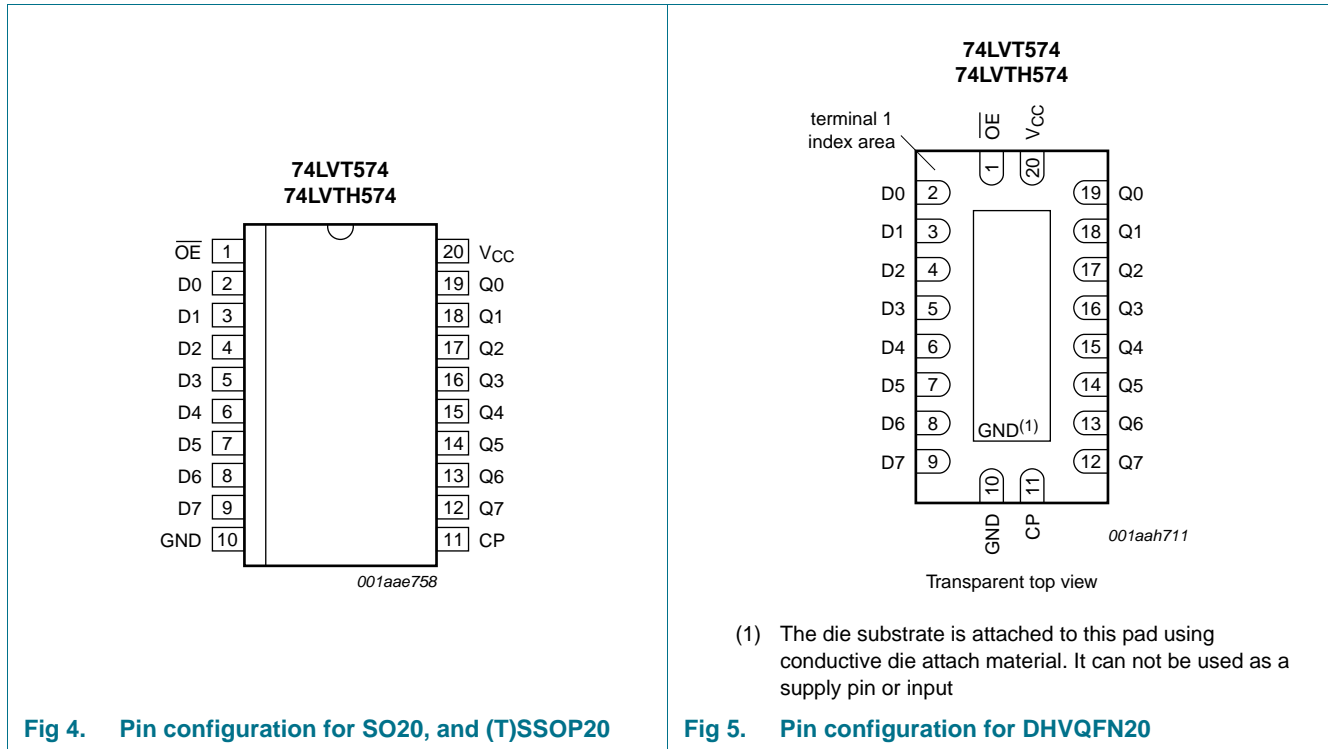 74LVT574
74LVTH574
OE 1
D0 2
D1 3
D2 4
D3 5
D4 6
D5 7
D6 8
D7 9
GND 10
20 VCC
19 Q0
18 Q1
17 Q2
16 Q3
15 Q4
14 Q5
13 Q6
12 Q7
11 CP
001aae758
Fig 4. Pin configuration for SO20, and (T)SSOP20
74LVT574
74LVTH574
terminal 1
index area
OE
VCC
1
20
D0 2
D1 3
D2 4
D3 5
D4 6
D5 7
D6 8
D7 9
19 Q0
18 Q1
17 Q2
16 Q3
15 Q4
14 Q5
13 Q6
12 Q7
GND(1)
10
11
GND
CP
001aah711
Transparent top view
(1) The die substrate is attached to this pad using
conductive die attach material. It can not be used as a
supply pin or input
Fig 5. Pin configuration for DHVQFN20